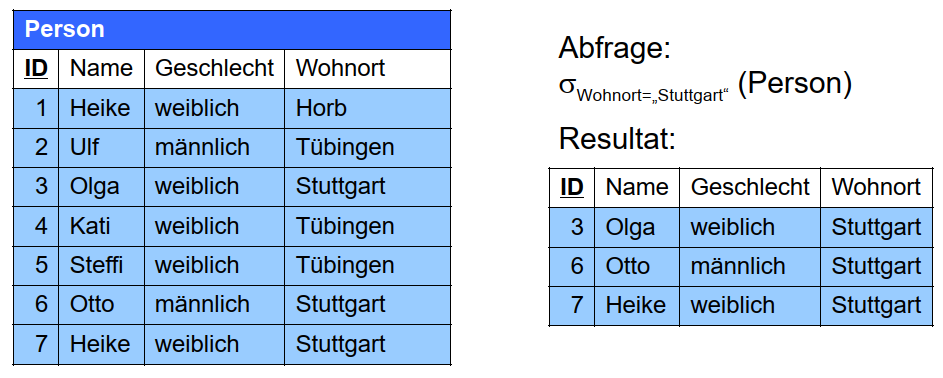 Person
ID Name Geschlecht Wohnort
1 Heike weiblich Horb
2 Ulf männlich Tübingen
3 Olga weiblich Stuttgart
4 Kati weiblich Tübingen
5 Steffi weiblich Tübingen
6 Otto männlich Stuttgart
7 Heike weiblich Stuttgart
Abfrage:
σWohnort=„Stuttgart“ (Person)
Resultat:
ID Name Geschlecht Wohnort
3 Olga weiblich Stuttgart
6 Otto männlich Stuttgart
7 Heike weiblich Stuttgart